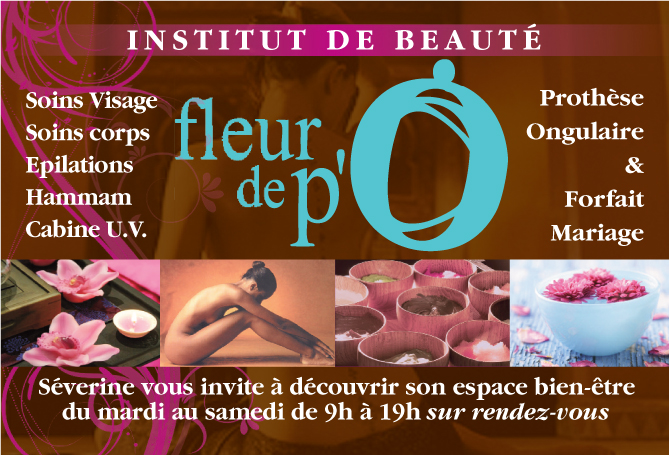 INSTITUT DE BEAUTÉ
Soins Visage
Soins corps
Epilations
Hammam
Cabine U.V.
fleur
de p'Ô
Prothèse
Ongulaire
&
Forfait
Mariage
Séverine vous invite à découvrir son espace bien-être
du mardi au samedi de 9h à 19h sur rendez-vous